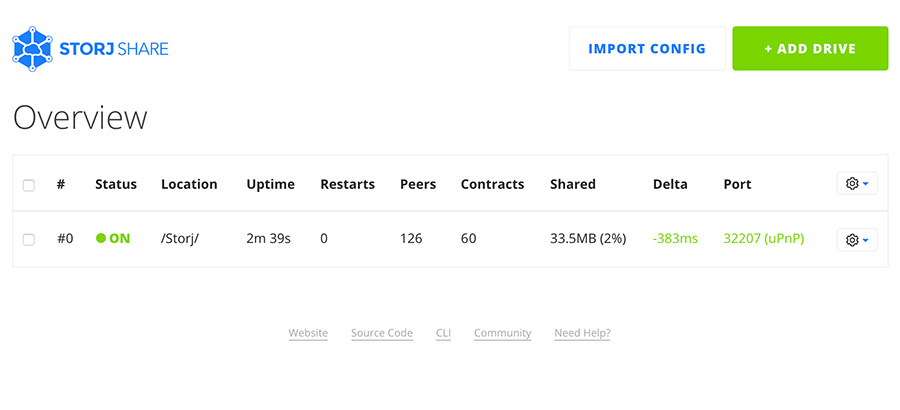 STORJ SHARE
IMPORT CONFIG
+ ADD DRIVE
Overview
# Status Location Uptime Restarts Peers Contracts Shared Delta Port
#0 ON /Storj/ 2m 39s 0 126 60 33.5MB (2%) -383ms 32207 (uPnP)
Website Source Code CLI Community Need Help?